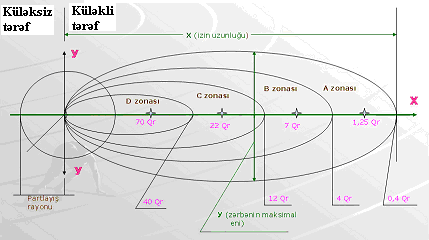 Küləksiz
tərəf
Küləkli
tərəf
X (izin uzunluğu)
y
X
D zonası
C zonası
B zonası
A zonası
70 Qr
22 Qr
7 Qr
1,25 Qr
y
Partlayış
rayonu
40 Qr
Y (zərbənin maksimal
eni)
12 Qr
4 Qr
0,4 Qr